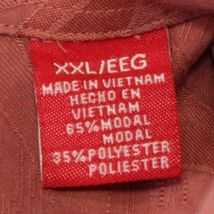 XXL/EEG
MADE IN VIETNAM
HECHO EN
VIETNAM
65% MODAL
MODAL
35% POLYESTER
POLIESTER